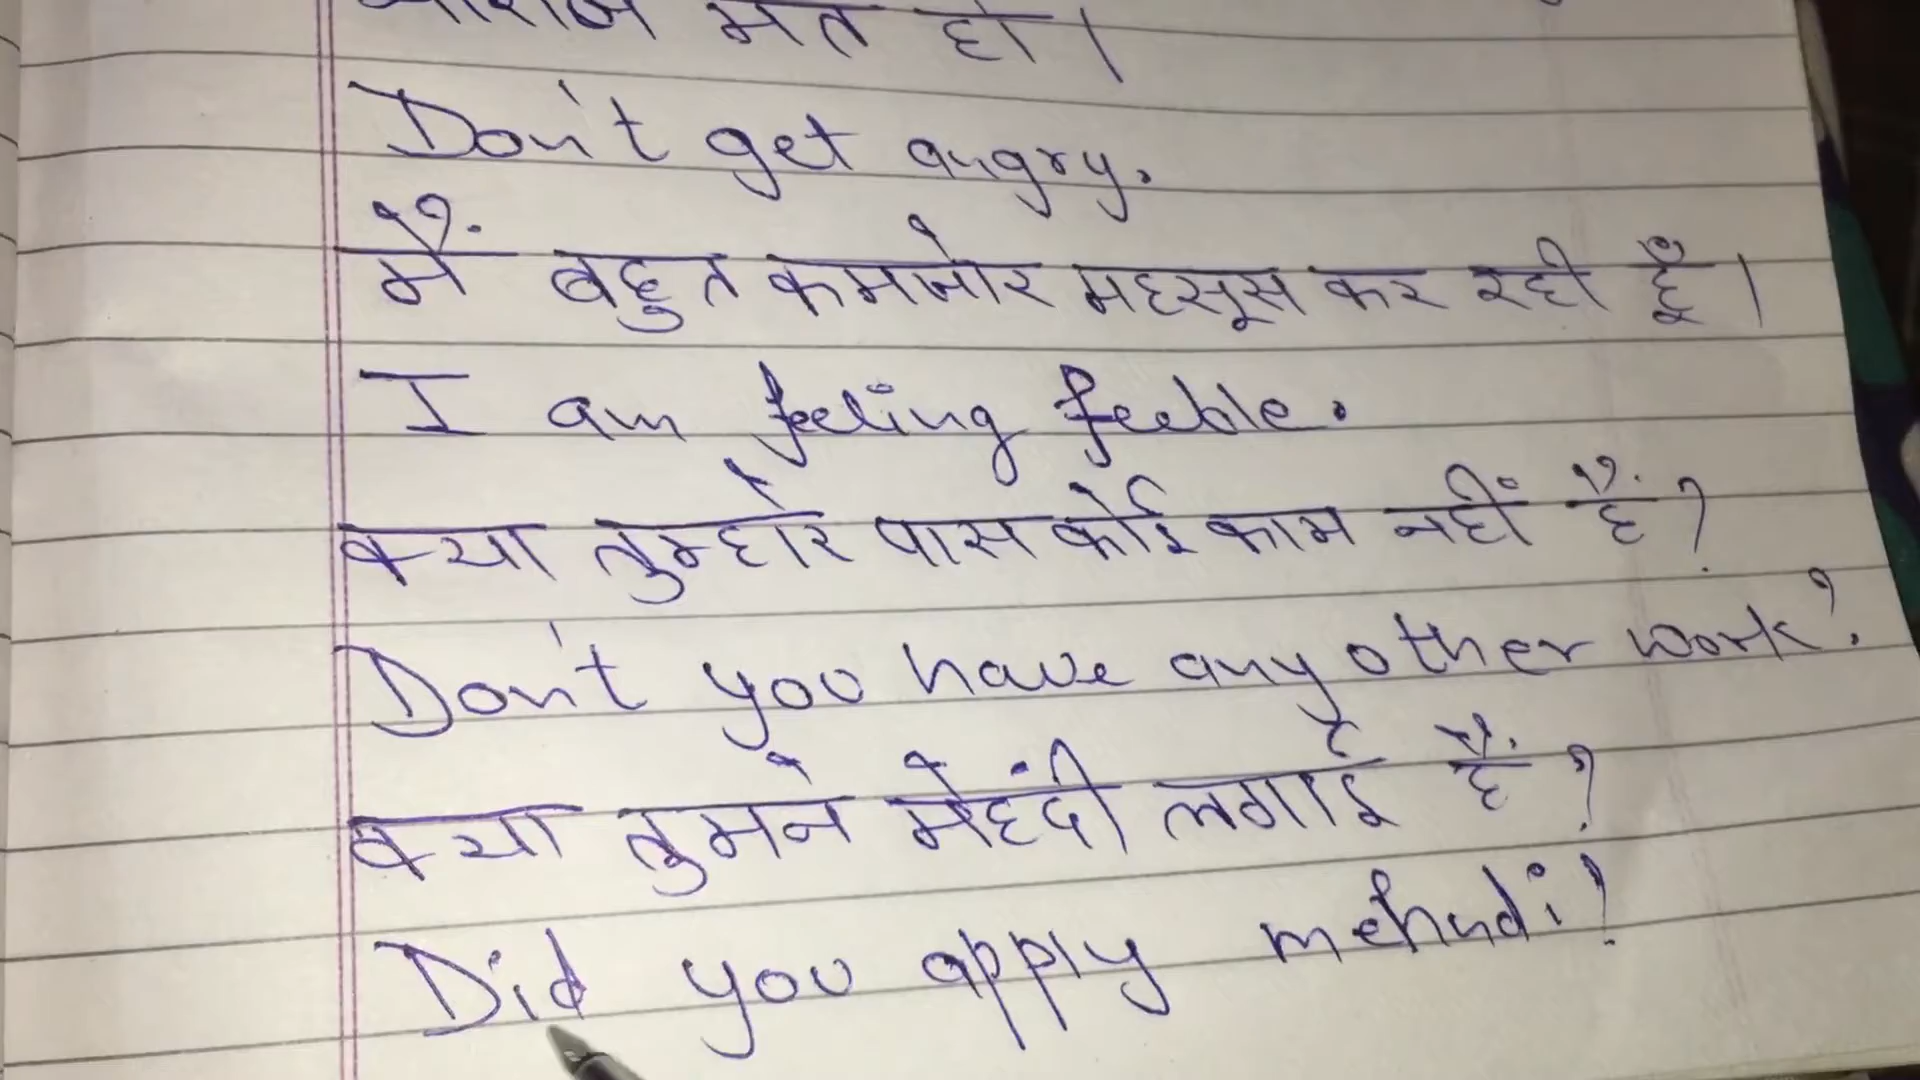 नाराज मत हो।
Don't get angry.
मैं बहुत कमजोर महसूस कर रही हूँ।
I am feeling feeble.
क्या तुम्हारे पास कोई काम नहीं है?
Don't you have any other work?
क्या तुमने मेहंदी लगाई है?
Did you apply mehndi?